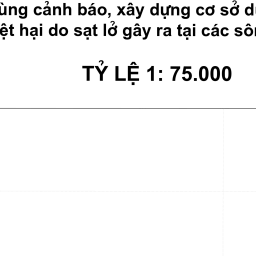 ùng cảnh báo, xây dựng cơ sở d
ệt hại do sạt lở gây ra tại các sô
TỶ LỆ 1: 75.000